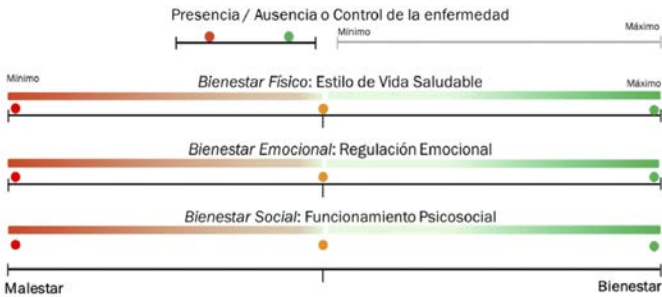 Presencia / Ausencia o Control de la enfermedad
Mínimo
Máximo
Mínimo
Bienestar Físico: Estilo de Vida Saludable
Máximo
Bienestar Emocional: Regulación Emocional
Bienestar Social: Funcionamiento Psicosocial
Malestar
Bienestar